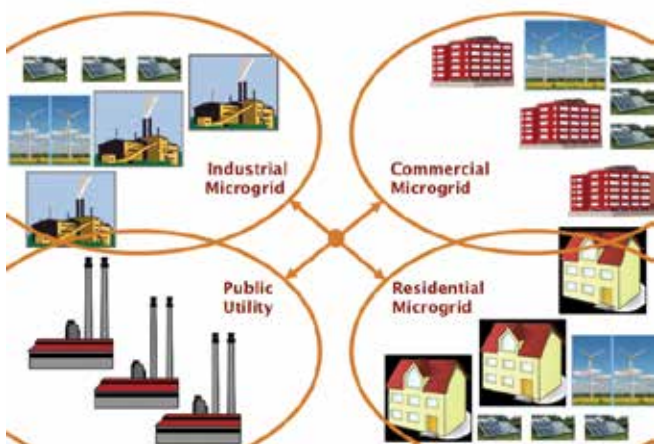 Industrial
Microgrid
Commercial
Microgrid
Public
Utility
Residential
Microgrid